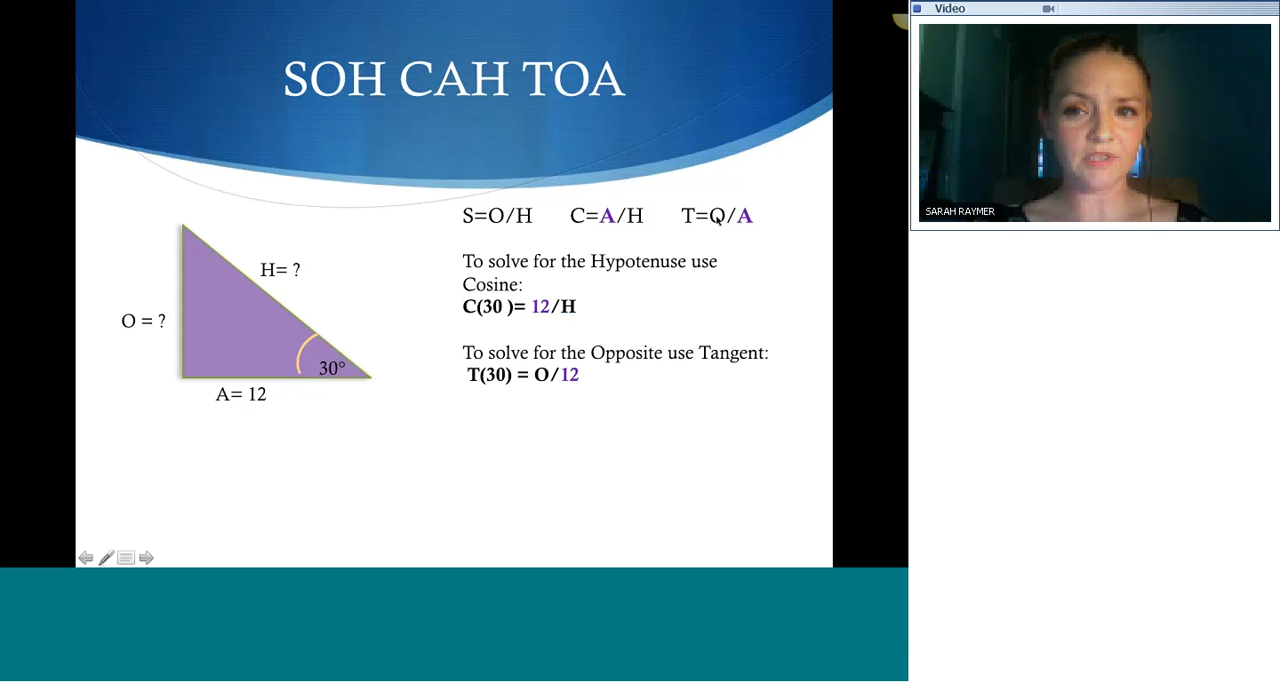 SOH CAH TOA
S=O/H C=A/H T=O/A
H= ?
To solve for the Hypotenuse use
Cosine:
C(30 )= 12/H
O = ?
To solve for the Opposite use Tangent:
30°
T(30) = O/12
A= 12
Video
SARAH RAYMER